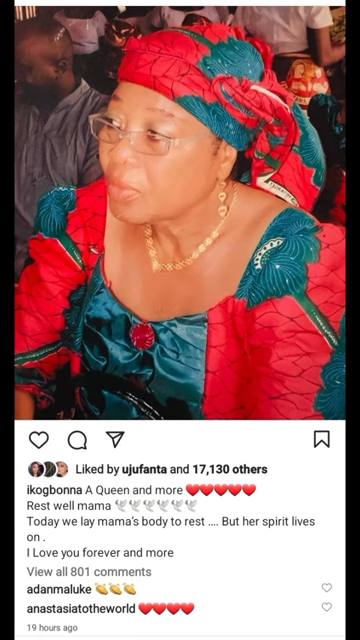 Liked by ujufanta and 17,130 others
ikogbonna A Queen and more ❤️❤️❤️❤️❤️
Rest well mama 🕊🕊🕊🕊🕊🕊
Today we lay mama's body to rest .... But her spirit lives
on .
I Love you forever and more
View all 801 comments
adanmaluke 👏👏👏
anastasiatotheworld ❤️❤️❤️❤️
19 hours ago